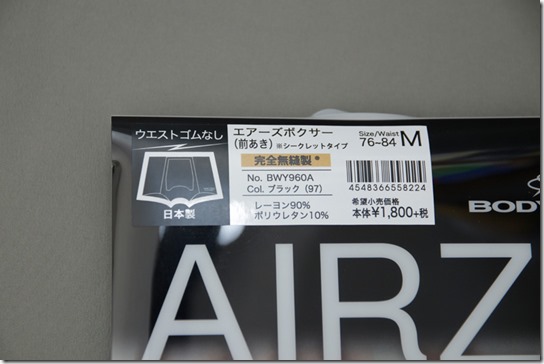 ウエストゴムなし
日本製
エアーズボクサー
(前あき) ※シークレットタイプ
完全無縫製*
No. BWY960A
Col. ブラック (97)
レーヨン90%
ポリウレタン10%
Size/Waist
76-84 M
4548366558224
希望小売価格
本体¥1,800+税
BODY
AIRZ